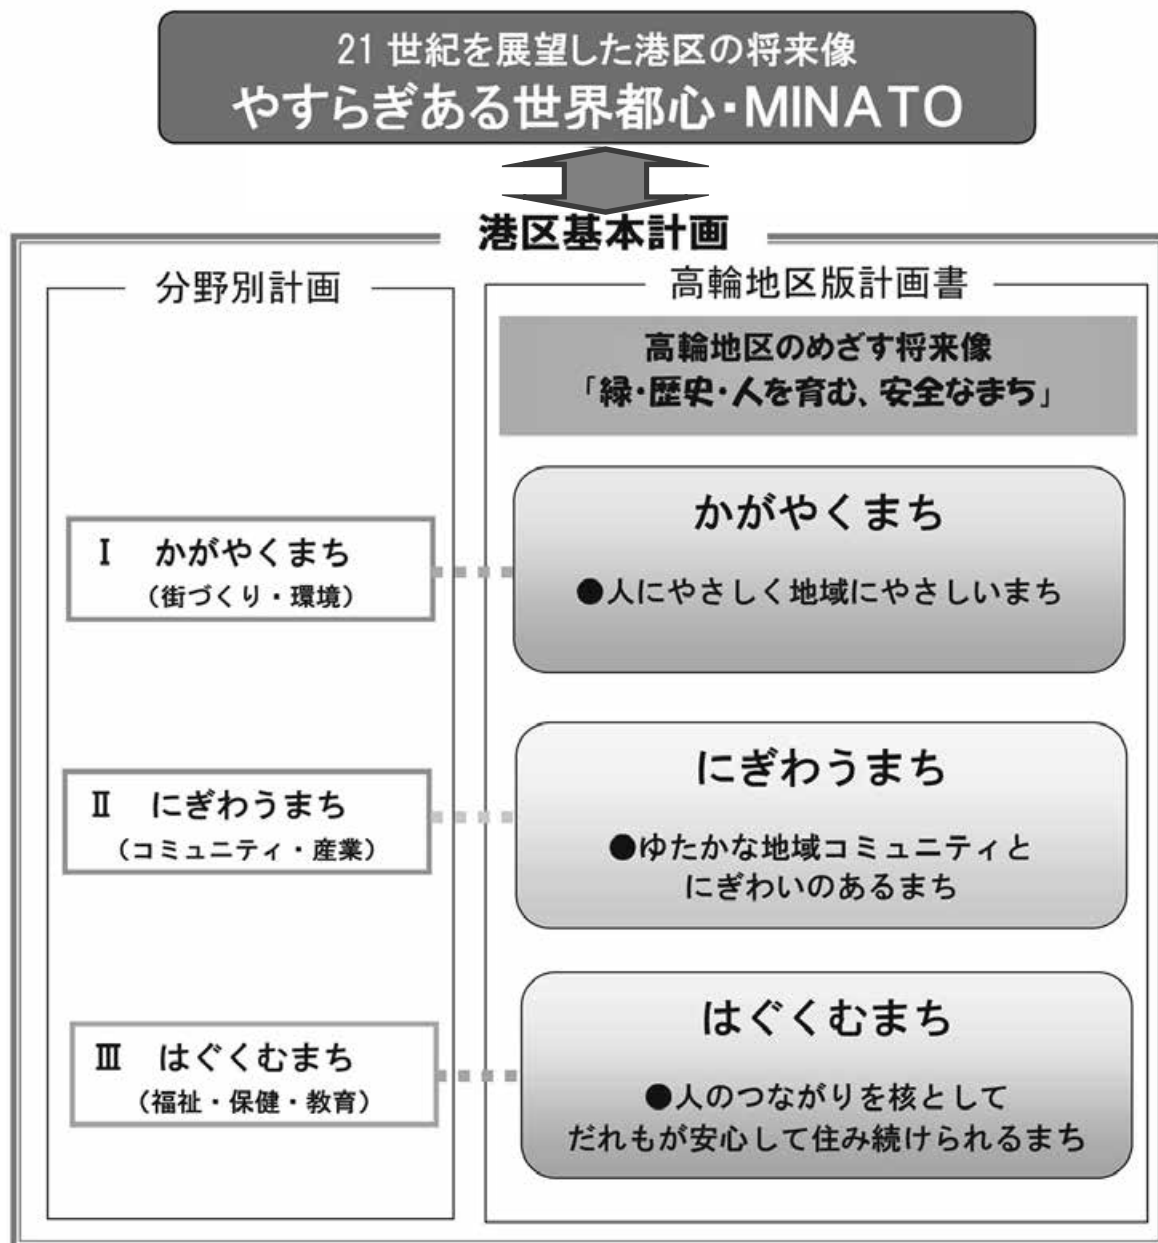 21世紀を展望した港区の将来像
やすらぎある世界都心・MINATO
港区基本計画
分野別計画
Ⅰ かがやくまち
（街づくり・環境）
Ⅱ にぎわうまち
（コミュニティ・産業）
Ⅲ はぐくむまち
（福祉・保健・教育）
高輪地区版計画書
高輪地区のめざす将来像
「緑・歴史・人を育む、安全なまち」
かがやくまち
●人にやさしく地域にやさしいまち
にぎわうまち
●ゆたかな地域コミュニティと
にぎわいのあるまち
はぐくむまち
●人のつながりを核として
だれもが安心して住み続けられるまち